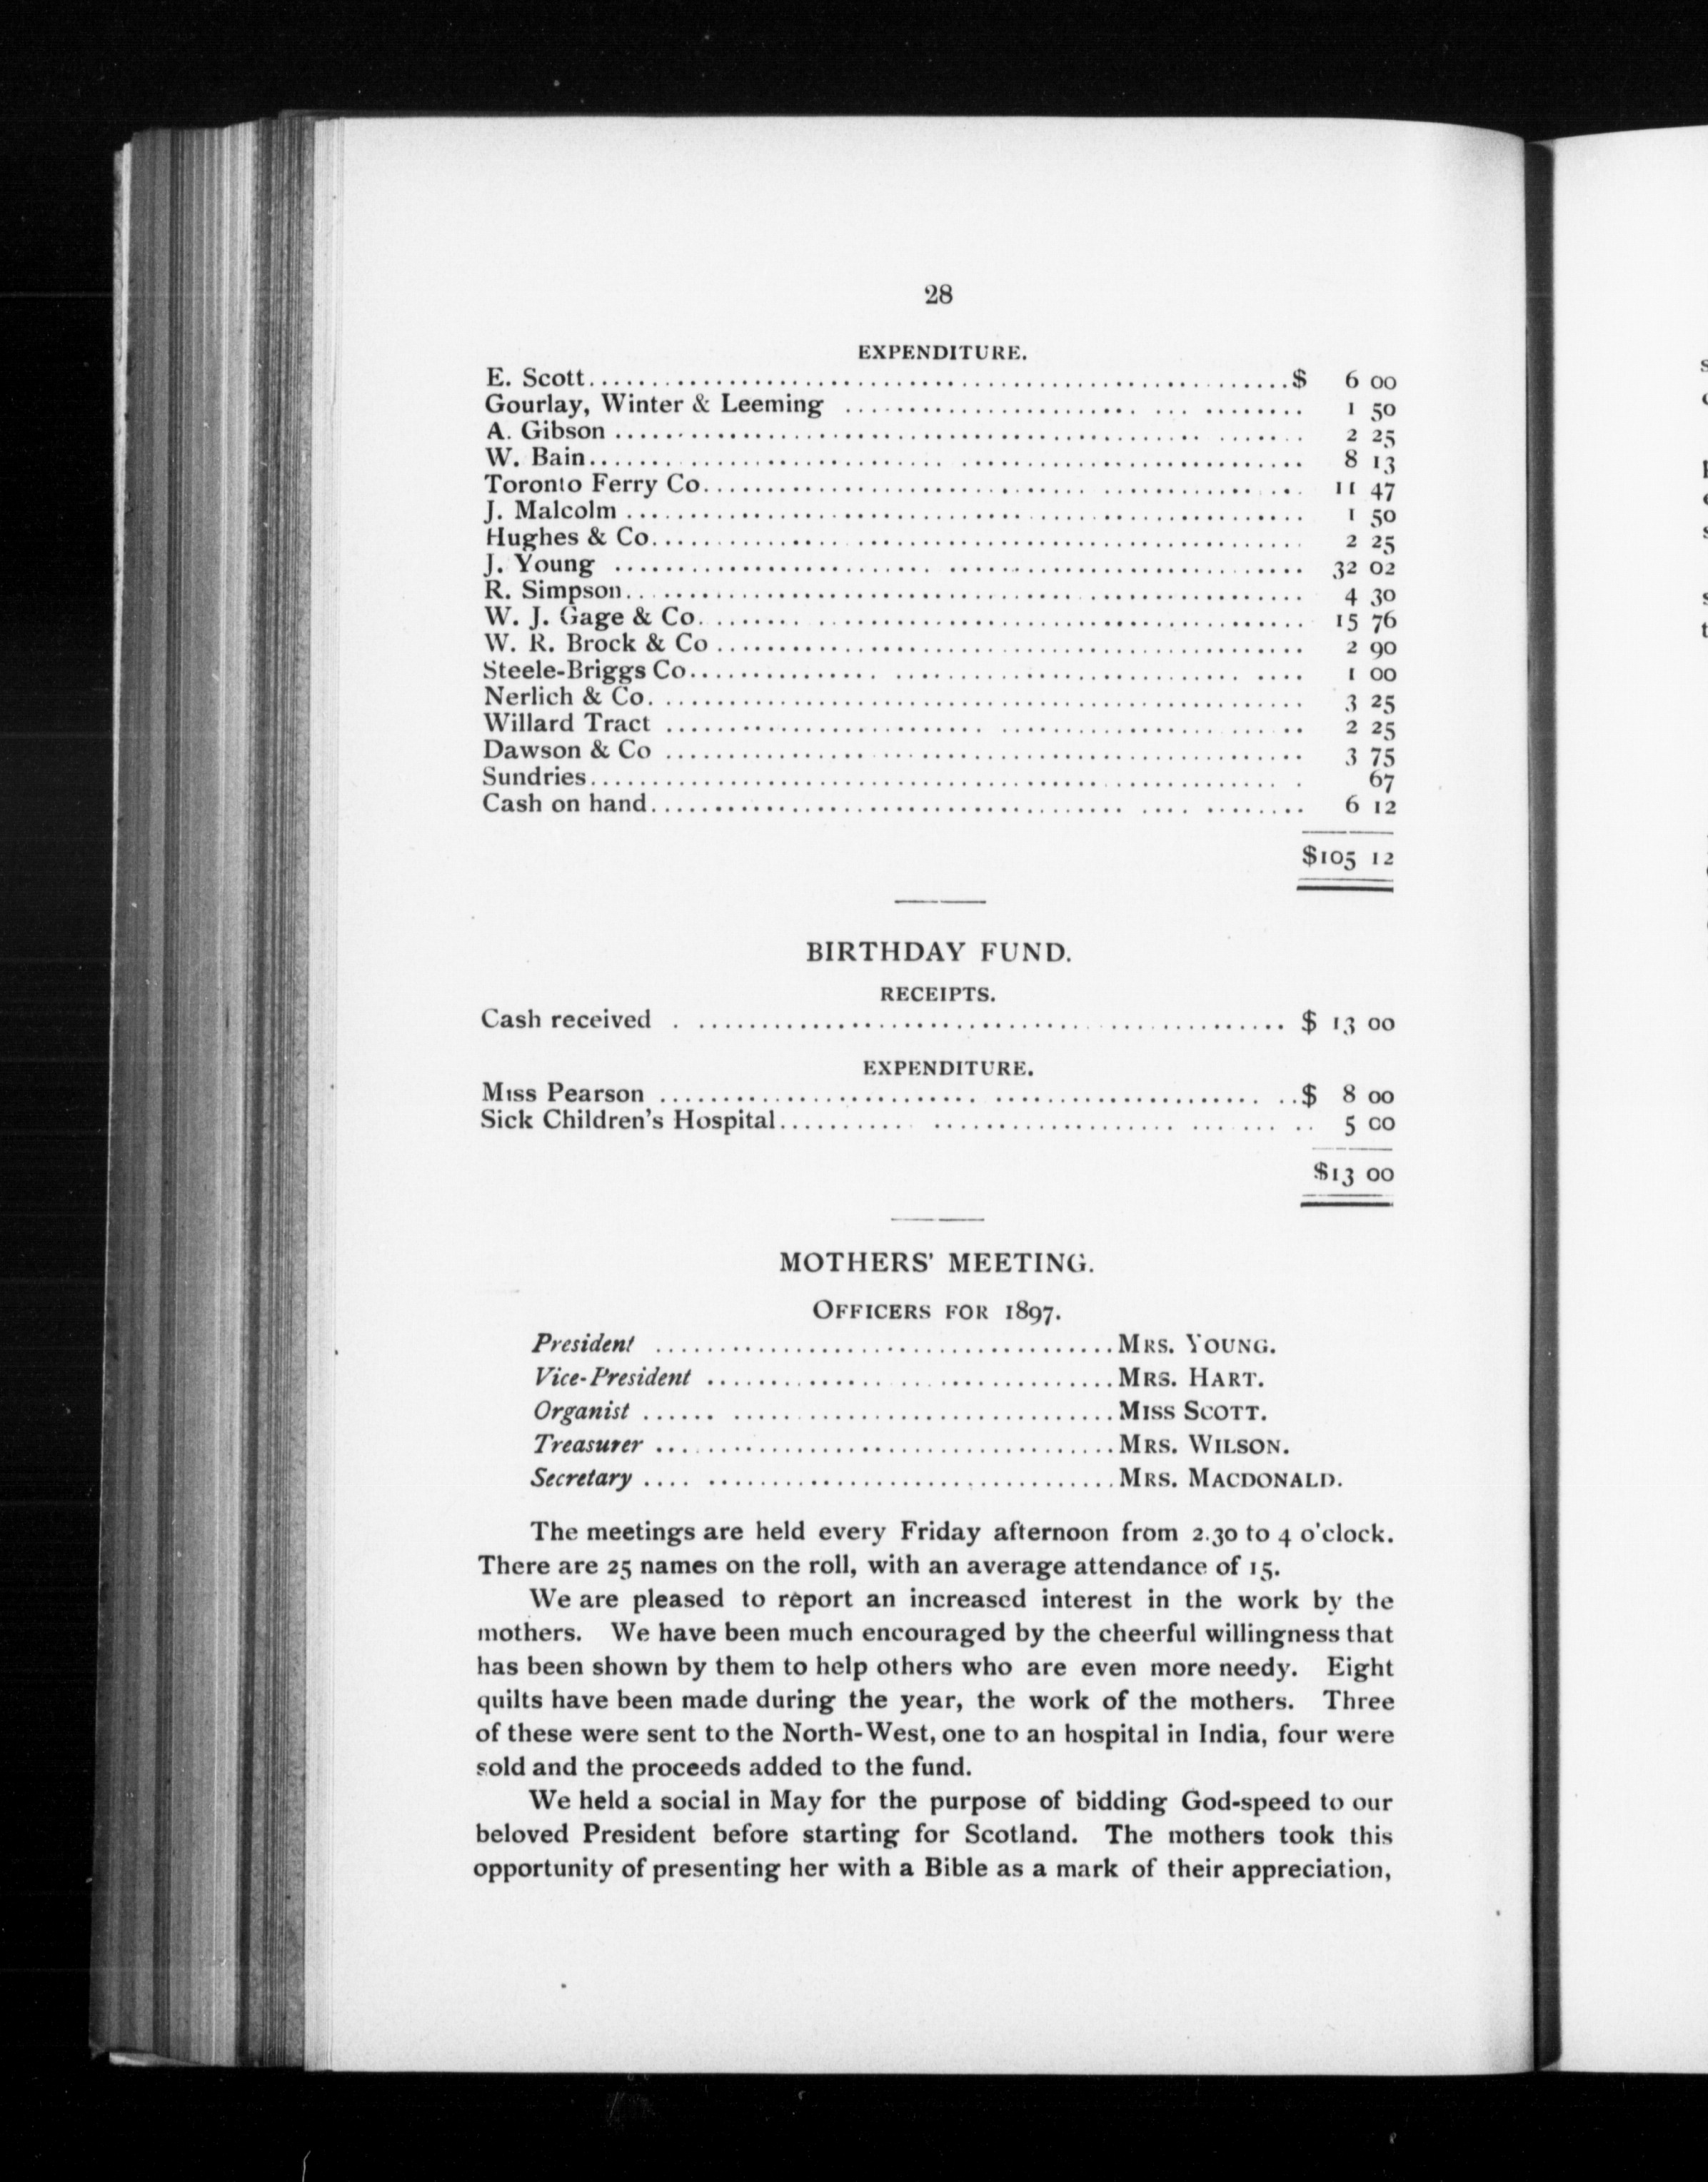 28
EXPENDITURE.
E. Scott........................................................$ 6 00
Gourlay, Winter & Leeming ........................................ 1 50
A. Gibson ........................................................ 2 25
W. Bain........................................................ 8 13
Toronto Ferry Co........................................................ 11 47
J. Malcolm ........................................................ 1 50
Hughes & Co........................................................ 2 25
J. Young ........................................................ 32 02
R. Simpson........................................................ 4 30
W. J. Gage & Co........................................................ 15 76
W. R. Brock & Co ........................................................ 2 90
Steele-Briggs Co........................................................ 1 00
Nerlich & Co........................................................ 3 25
Willard Tract ........................................................ 2 25
Dawson & Co ........................................................ 3 75
Sundries........................................................ 67
Cash on hand........................................................ 6 12
$105 12
BIRTHDAY FUND.
RECEIPTS.
Cash received ................................................ $ 13 00
EXPENDITURE.
Miss Pearson ................................................$ 8 00
Sick Children's Hospital........................................ 5 00
$13 00
MOTHERS' MEETING.
OFFICERS FOR 1897.
President ....................................MRS. YOUNG.
Vice-President ................................MRS. HART.
Organist ....................................MISS SCOTT.
Treasurer ....................................MRS. WILSON.
Secretary ....................................MRS. MACDONALD.
The meetings are held every Friday afternoon from 2.30 to 4 o'clock.
There are 25 names on the roll, with an average attendance of 15.
We are pleased to report an increased interest in the work by the
mothers. We have been much encouraged by the cheerful willingness that
has been shown by them to help others who are even more needy. Eight
quilts have been made during the year, the work of the mothers. Three
of these were sent to the North-West, one to an hospital in India, four were
sold and the proceeds added to the fund.
We held a social in May for the purpose of bidding God-speed to our
beloved President before starting for Scotland. The mothers took this
opportunity of presenting her with a Bible as a mark of their appreciation,